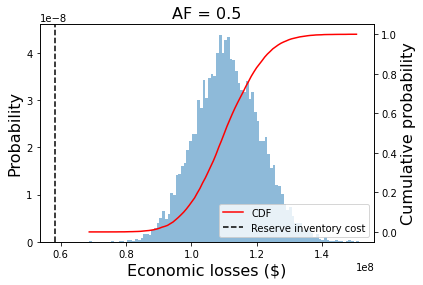 AF = 0.5
1e−8
Probability
4
3
2
1
0
Cumulative probability
1.0
0.8
0.6
0.4
0.2
0.0
CDF
Reserve inventory cost
0.6 0.8 1.0 1.2 1.4
1e8
Economic losses ($)